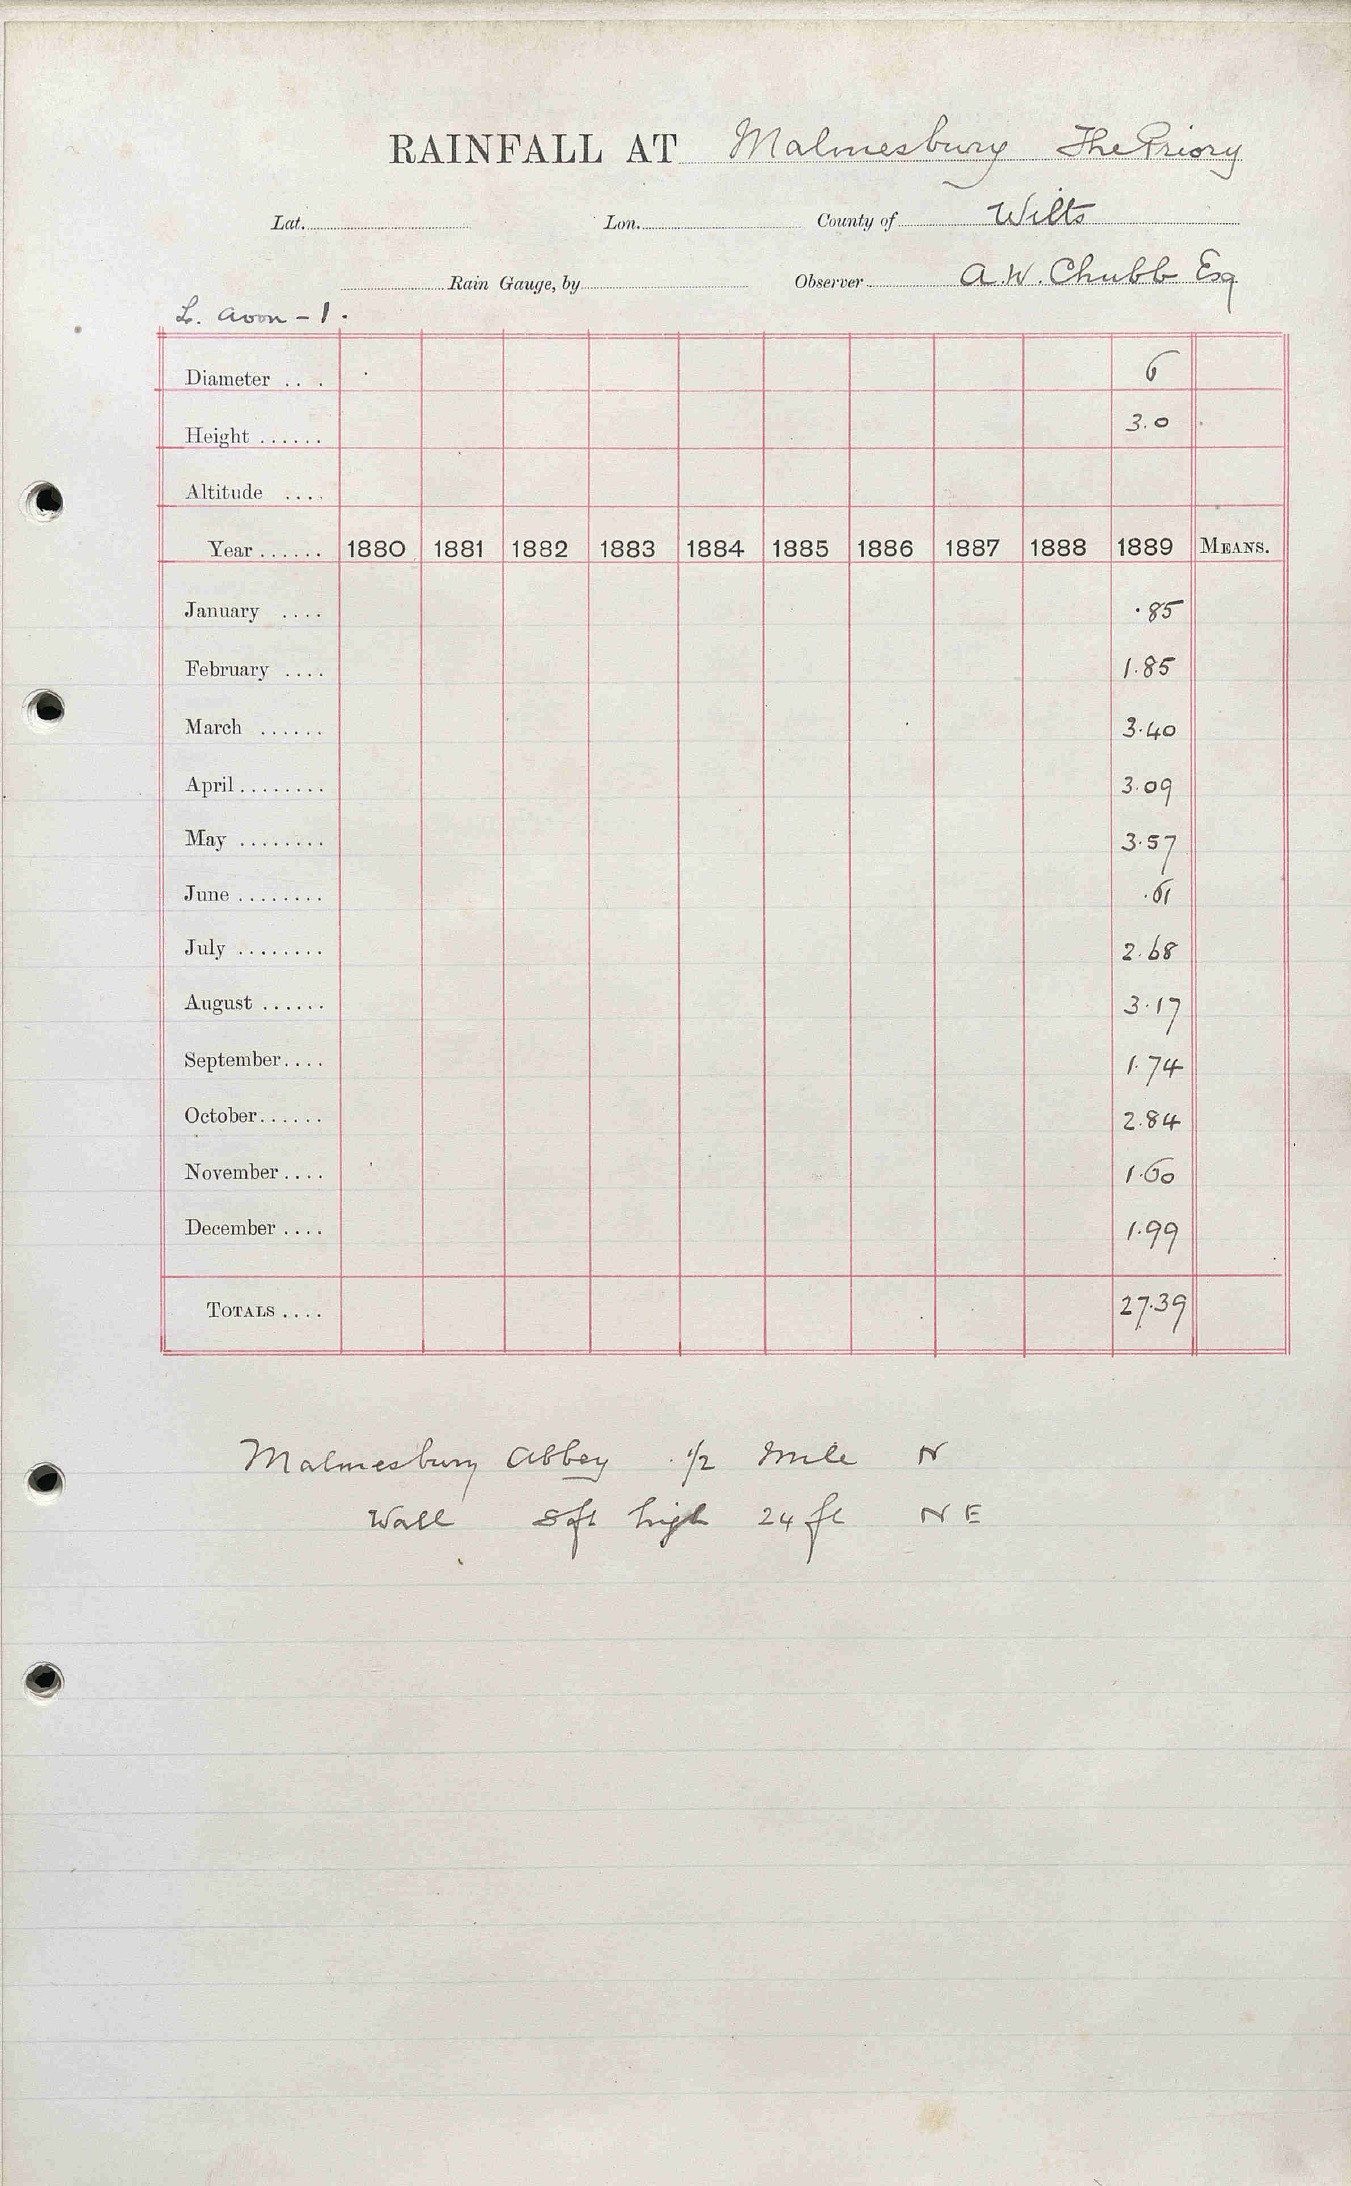 RAINFALL AT Malmesbury The Priory
Lat. Lon. County of Wilts
Rain Gauge, by Observer A.W. Chubb Esq
L. Avon - 1.
Diameter .. . 6
Height ...... 3.0
Altitude ....
Year ...... 1880 1881 1882 1883 1884 1885 1886 1887 1888 1889 MEANS.
January .... .85
February .... 1.85
March ...... 3.40
April ........ 3.09
May ........ 3.57
June ........ .61
July ........ 2.68
August ...... 3.17
September .... 1.74
October ...... 2.84
November .... 1.60
December .... 1.99
TOTALS .... 27.39
Malmesbury Abbey 1/2 mile N
Wall 8 ft high 24 ft N E